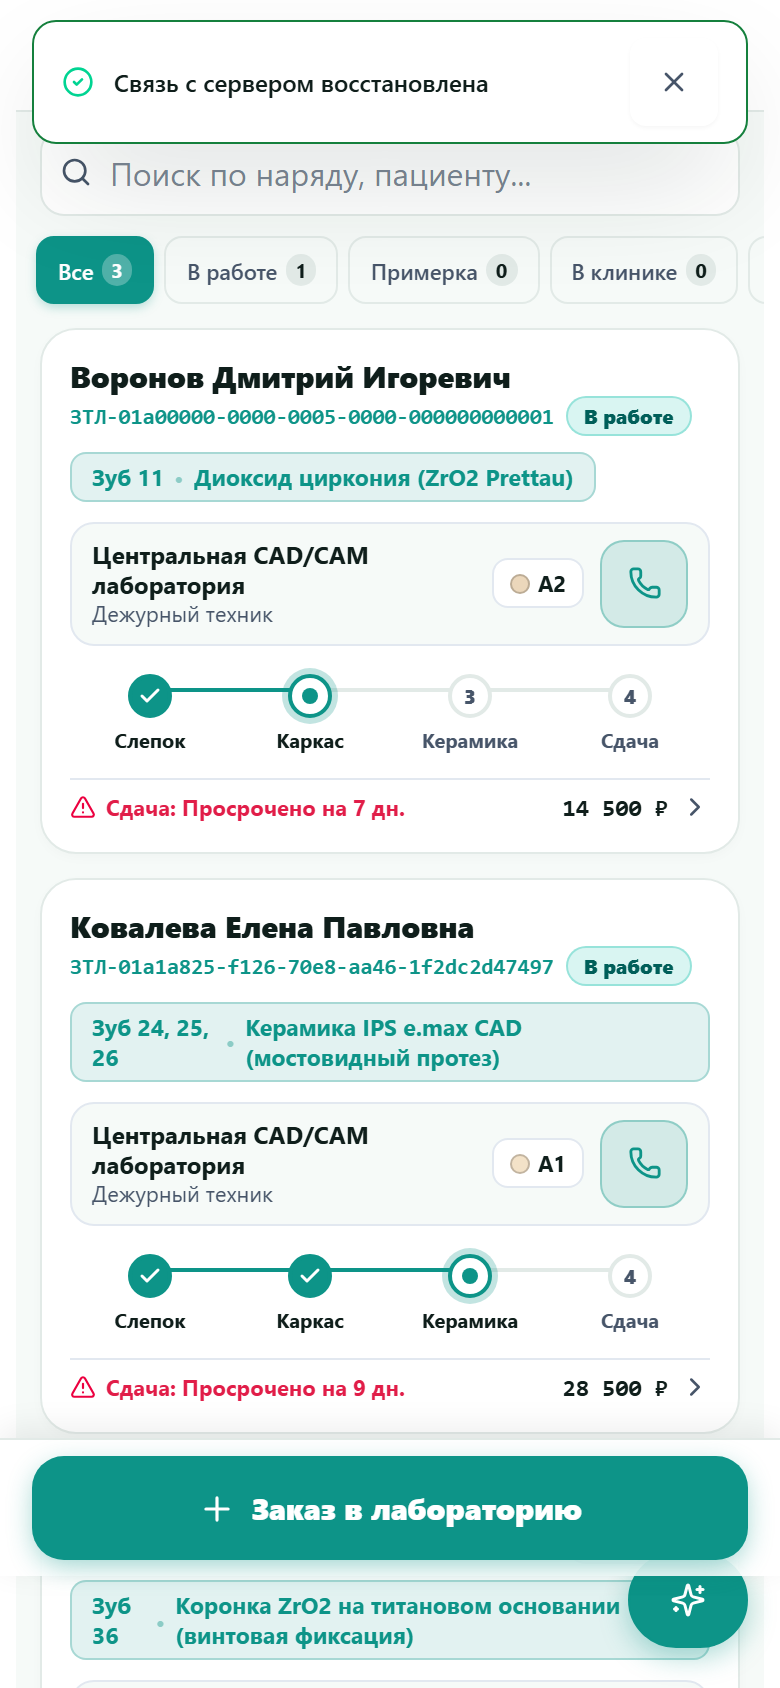 Связь с сервером восстановлена
Поиск по наряду, пациенту...
Все 3
В работе 1
Примерка 0
В клинике 0
Воронов Дмитрий Игоревич
ЗТЛ-01a00000-0000-0005-0000-000000000001 В работе
Зуб 11 • Диоксид циркония (ZrO2 Prettau)
Центральная CAD/CAM
лаборатория
Дежурный техник
A2
3
4
Слепок
Каркас
Керамика
Сдача
Сдача: Просрочено на 7 дн.
14 500 ₽
Ковалева Елена Павловна
ЗТЛ-01a1a825-f126-70e8-aa46-1f2dc2d47497 В работе
Зуб 24, 25,
26
•
Керамика IPS e.max CAD
(мостовидный протез)
Центральная CAD/CAM
лаборатория
Дежурный техник
A1
4
Слепок
Каркас
Керамика
Сдача
Сдача: Просрочено на 9 дн.
28 500 ₽
Заказ в лабораторию
Зуб
36
•
Коронка ZrO2 на титановом основании
(винтовая фиксация)